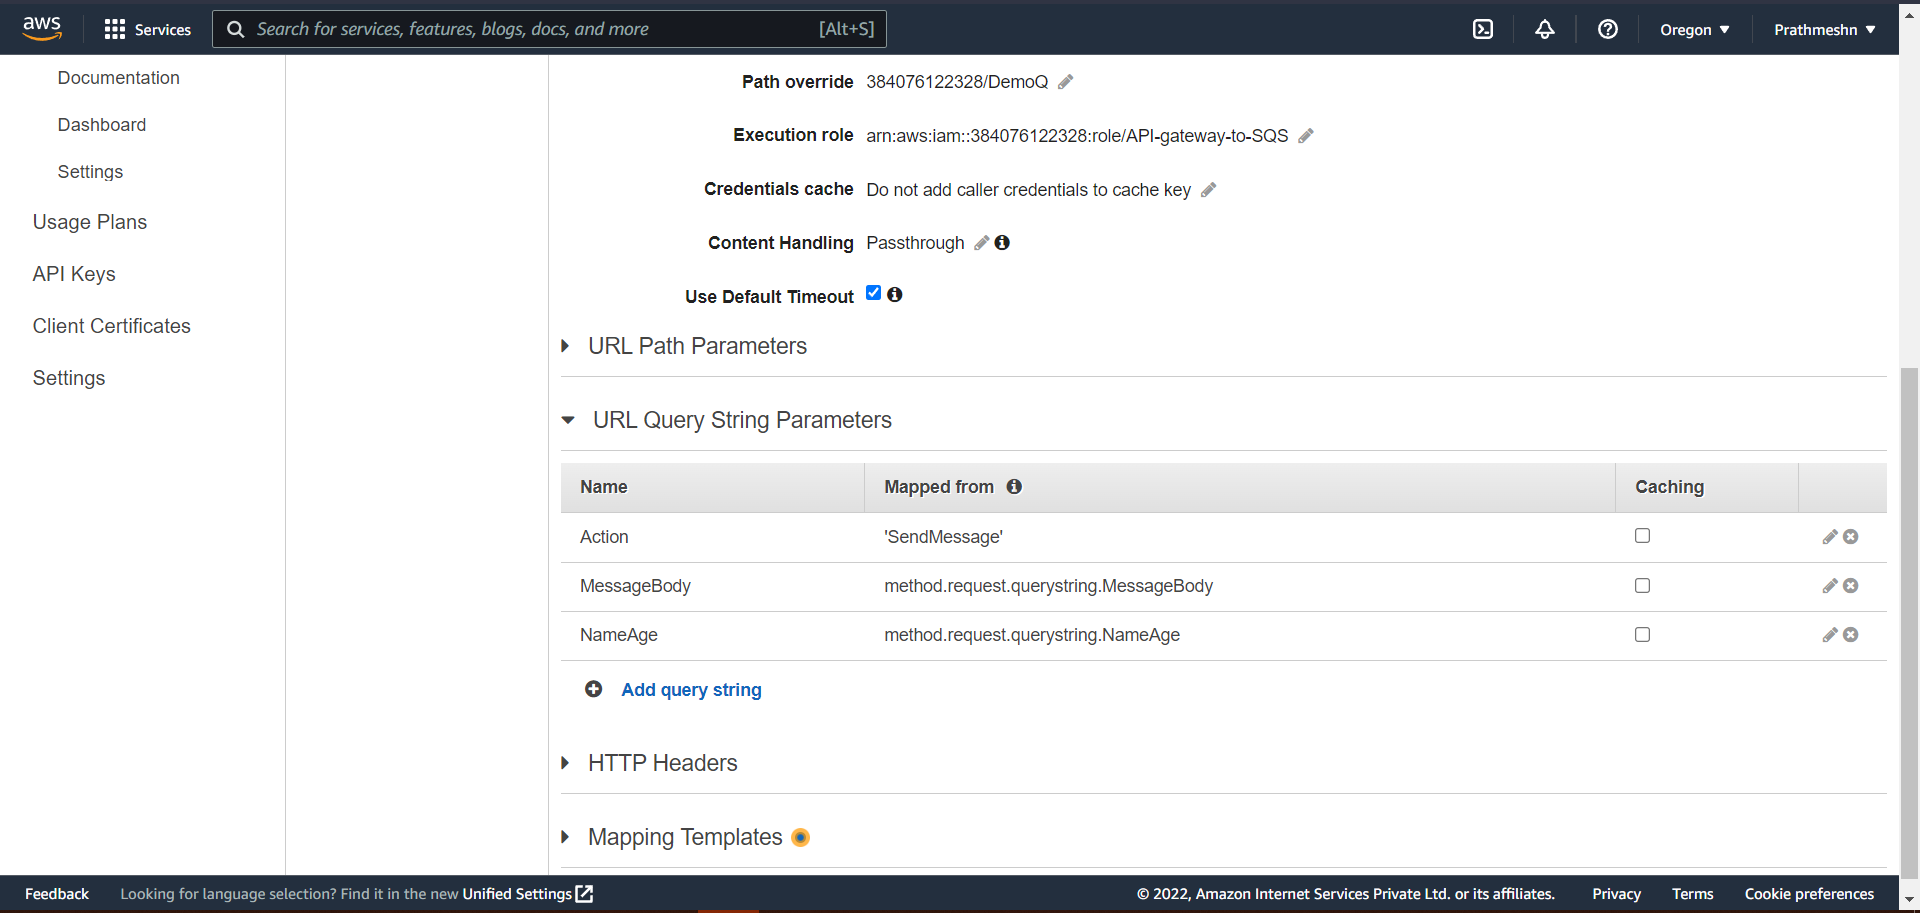 aws
Services
Search for services, features, blogs, docs, and more [Alt+S]
Oregon ▼
Prathmeshn ▼
Documentation
Dashboard
Settings
Usage Plans
API Keys
Client Certificates
Settings
Path override 384076122328/DemoQ
Execution role arn:aws:iam::384076122328:role/API-gateway-to-SQS
Credentials cache Do not add caller credentials to cache key
Content Handling Passthrough
Use Default Timeout
URL Path Parameters
URL Query String Parameters
Name Mapped from Caching
Action 'SendMessage'
MessageBody method.request.querystring.MessageBody
NameAge method.request.querystring.NameAge
Add query string
HTTP Headers
Mapping Templates
Feedback Looking for language selection? Find it in the new Unified Settings © 2022, Amazon Internet Services Private Ltd. or its affiliates. Privacy Terms Cookie preferences